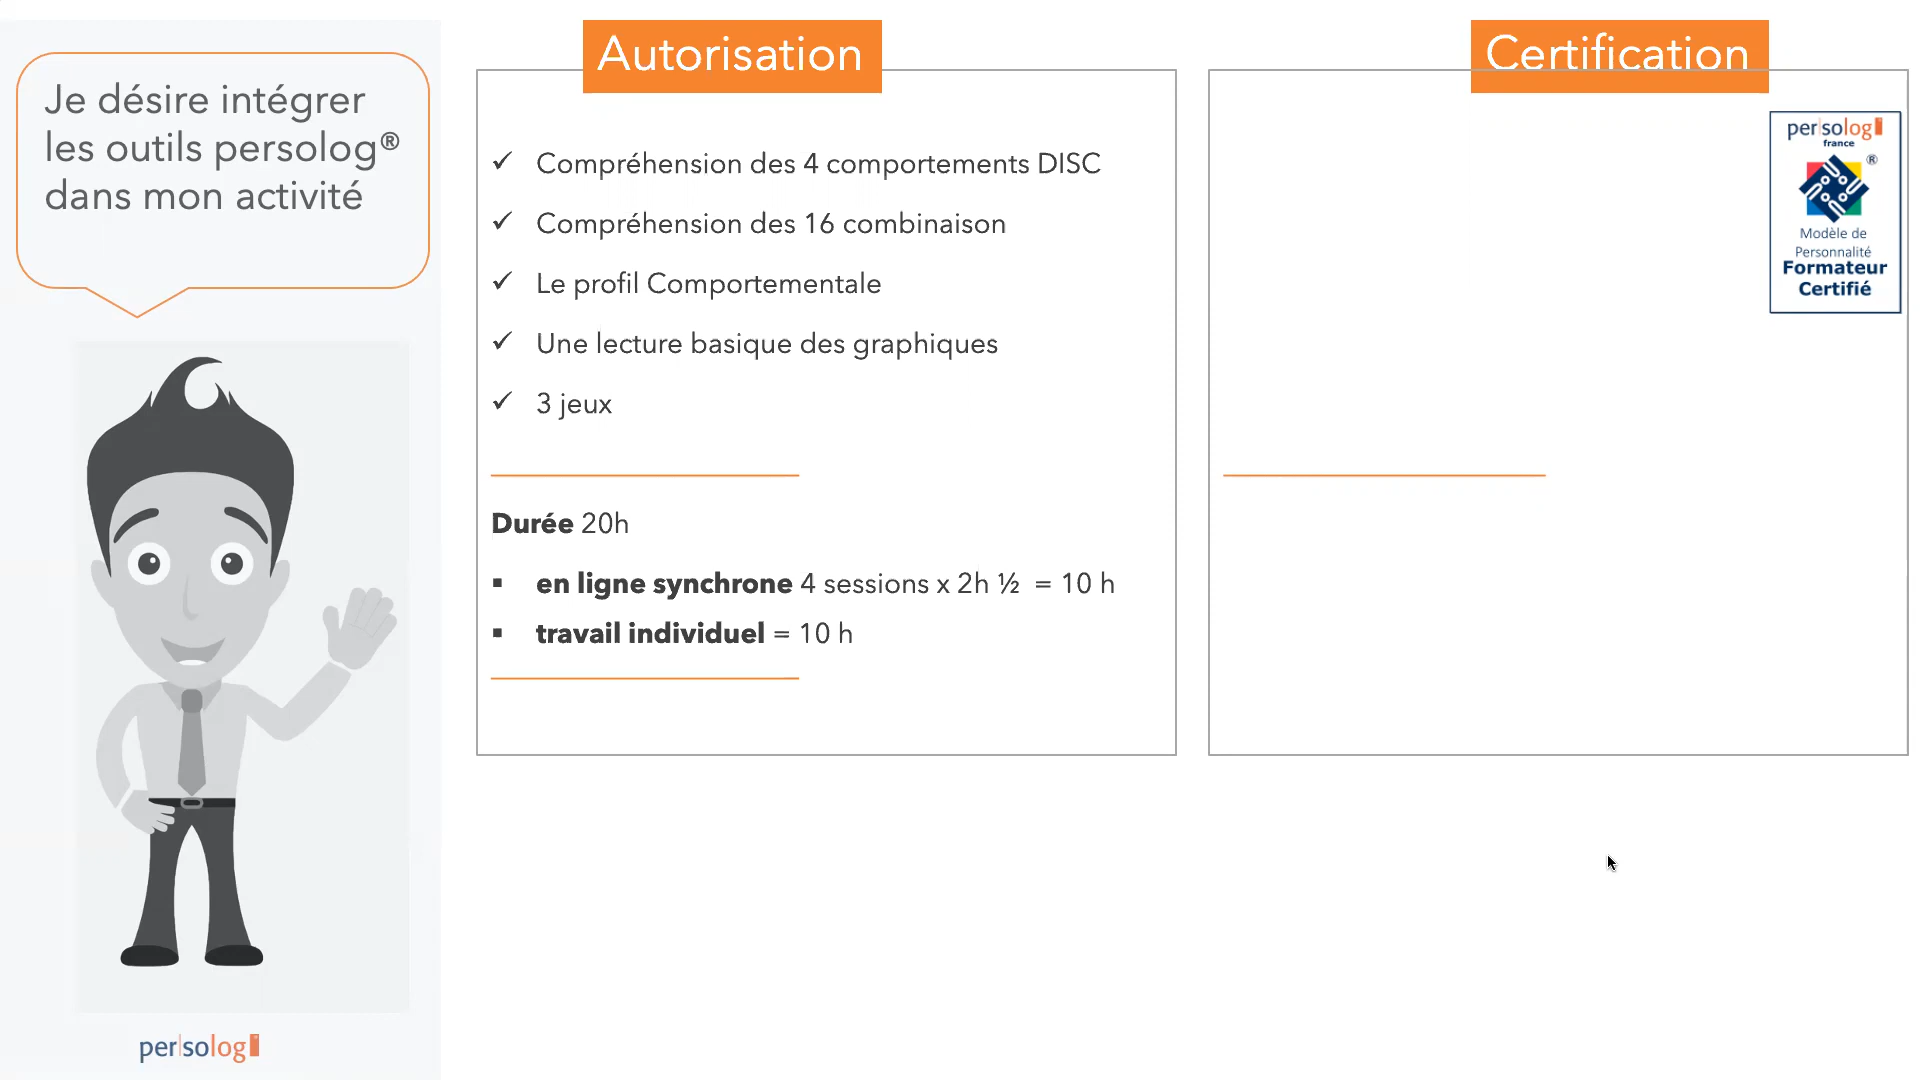 Je désire intégrer
les outils persolog®
dans mon activité
persolog
Autorisation
✓ Compréhension des 4 comportements DISC
✓ Compréhension des 16 combinaison
✓ Le profil Comportementale
✓ Une lecture basique des graphiques
✓ 3 jeux
Durée 20h
▪ en ligne synchrone 4 sessions x 2h ½ = 10 h
▪ travail individuel = 10 h
Certification
persolog
france
®
Modèle de
Personnalité
Formateur
Certifié